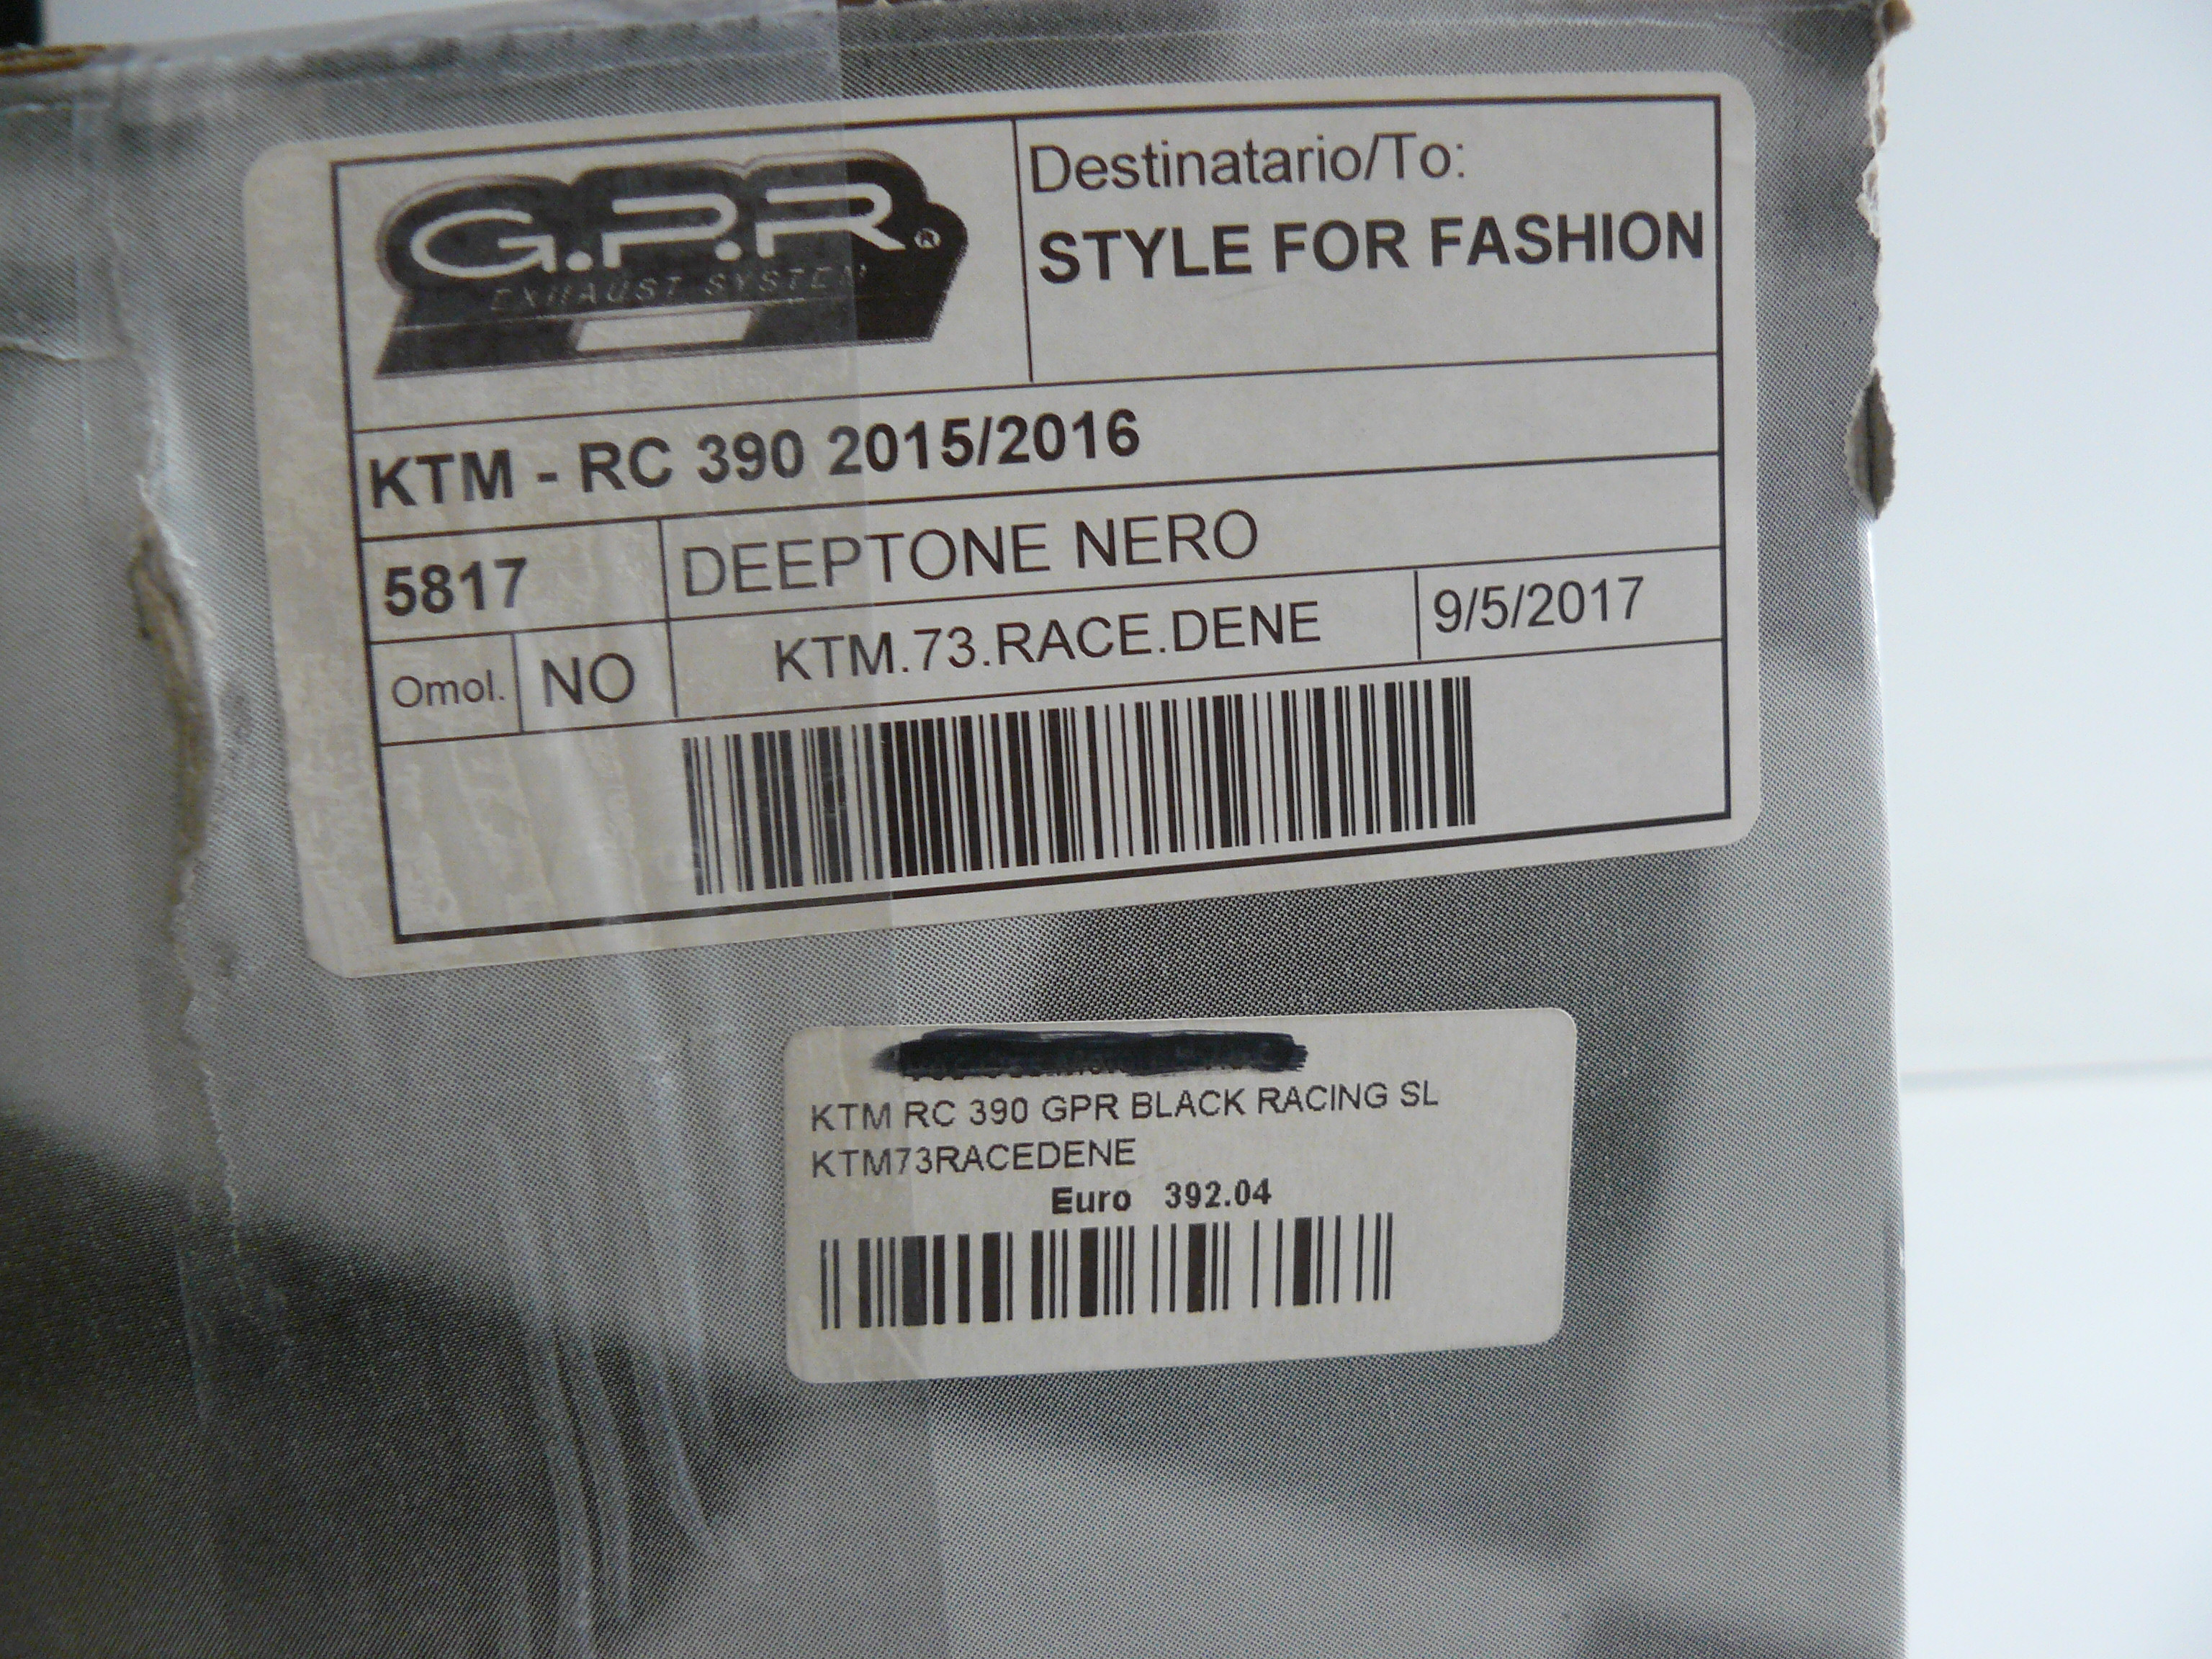 G.P.R.®
EXHAUST SYSTEM
Destinatario/To:
STYLE FOR FASHION
KTM - RC 390 2015/2016
5817
DEEPTONE NERO
Omol.
NO
KTM.73.RACE.DENE
9/5/2017
KTM RC 390 GPR BLACK RACING SL
KTM73RACEDENE
Euro 392.04